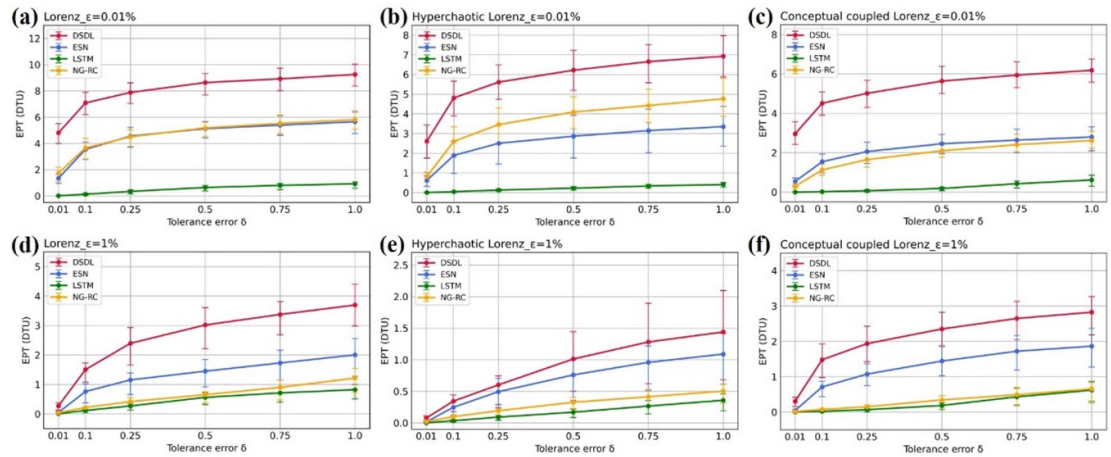 (a) Lorenz_ε=0.01%
12
10
8
6
4
2
0
EPT (DTU)
DSDL
ESN
LSTM
NG-RC
0.01 0.1 0.25 0.5 0.75 1.0
Tolerance error δ
(b) Hyperchaotic Lorenz_ε=0.01%
8
7
6
5
4
3
2
1
0
EPT (DTU)
DSDL
ESN
LSTM
NG-RC
0.01 0.1 0.25 0.5 0.75 1.0
Tolerance error δ
(c) Conceptual coupled Lorenz_ε=0.01%
8
7
6
5
4
3
2
1
0
EPT (DTU)
DSDL
ESN
LSTM
NG-RC
0.01 0.1 0.25 0.5 0.75 1.0
Tolerance error δ
(d) Lorenz_ε=1%
5
4
3
2
1
0
EPT (DTU)
DSDL
ESN
LSTM
NG-RC
0.01 0.1 0.25 0.5 0.75 1.0
Tolerance error δ
(e) Hyperchaotic Lorenz_ε=1%
2.5
2.0
1.5
1.0
0.5
0.0
EPT (DTU)
DSDL
ESN
LSTM
NG-RC
0.01 0.1 0.25 0.5 0.75 1.0
Tolerance error δ
(f) Conceptual coupled Lorenz_ε=1%
4
3
2
1
0
EPT (DTU)
DSDL
ESN
LSTM
NG-RC
0.01 0.1 0.25 0.5 0.75 1.0
Tolerance error δ